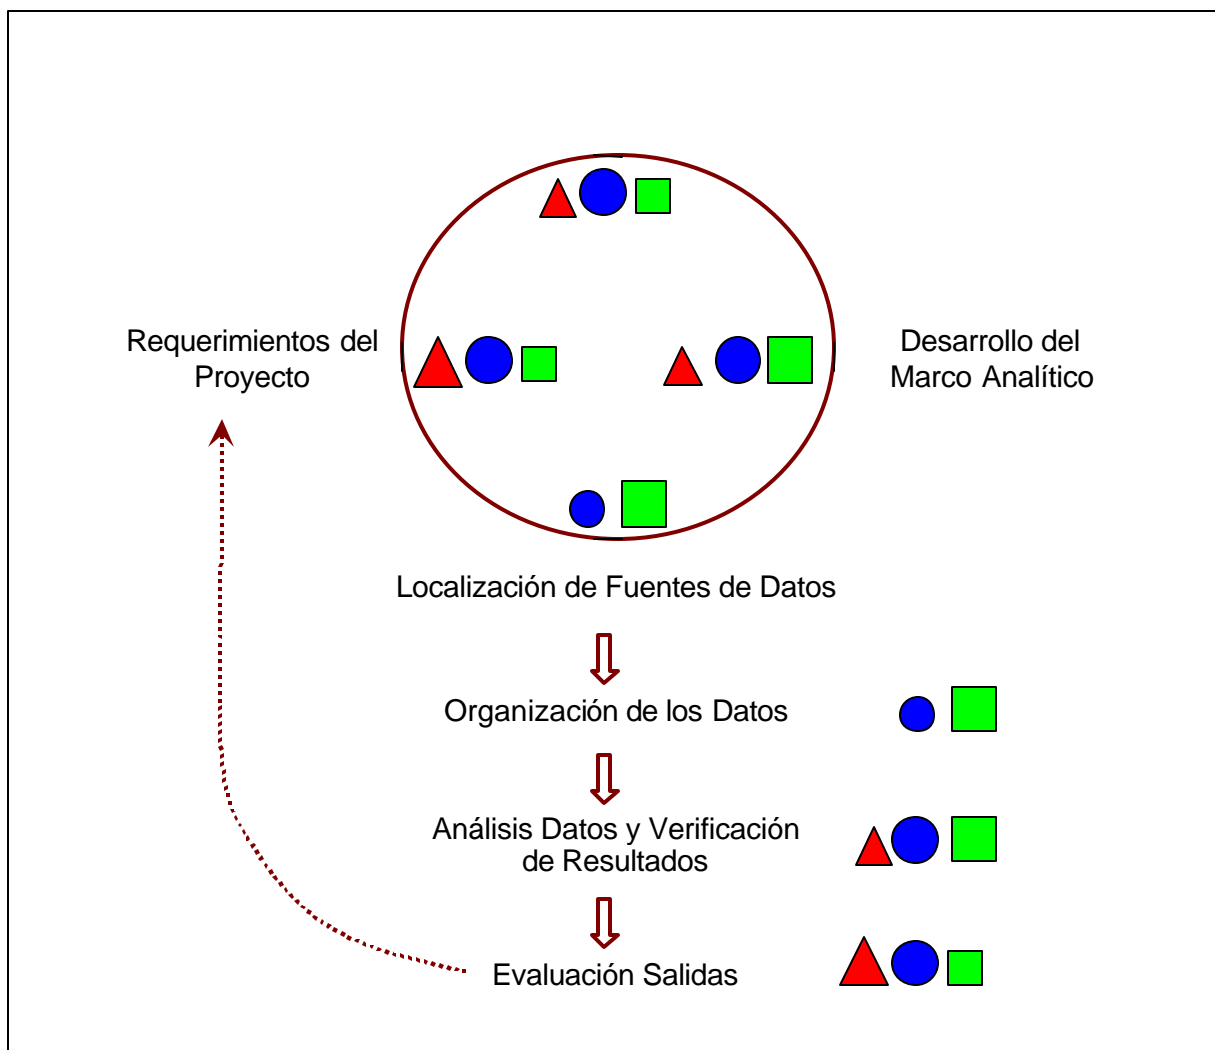 Requerimientos del
Proyecto
Desarrollo del
Marco Analítico
Localización de Fuentes de Datos
Organización de los Datos
Análisis Datos y Verificación
de Resultados
Evaluación Salidas